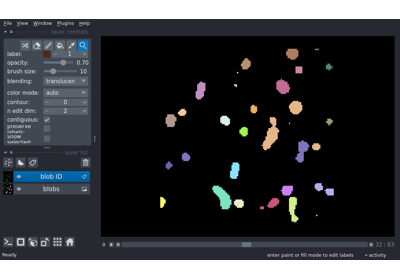 File View Window Plugins Help
layer controls
label: 1
opacity: 0.70
brush size: 10
blending: translucen
color mode: auto
contour: 0
n edit dim: 2
contiguous:
preserve labels:
show selected:
layer list
blob ID
blobs
32 63
Ready enter paint or fill mode to edit labels activity